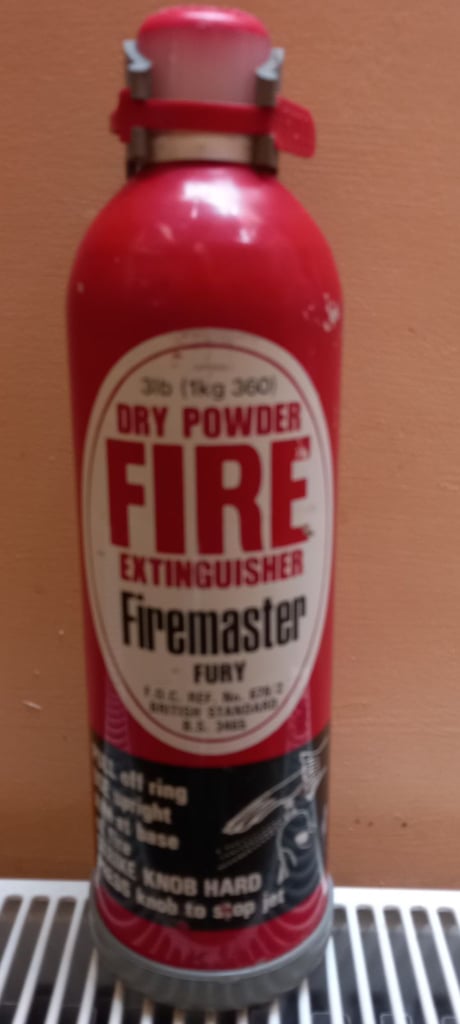 3lb (1kg 360)
DRY POWDER
FIRE
EXTINGUISHER
Firemaster
FURY
F.O.C. REF. No. 676/2
BRITISH STANDARD
B.S. 3465
off ring
upright
at base
KNOB HARD
knob to stop jet